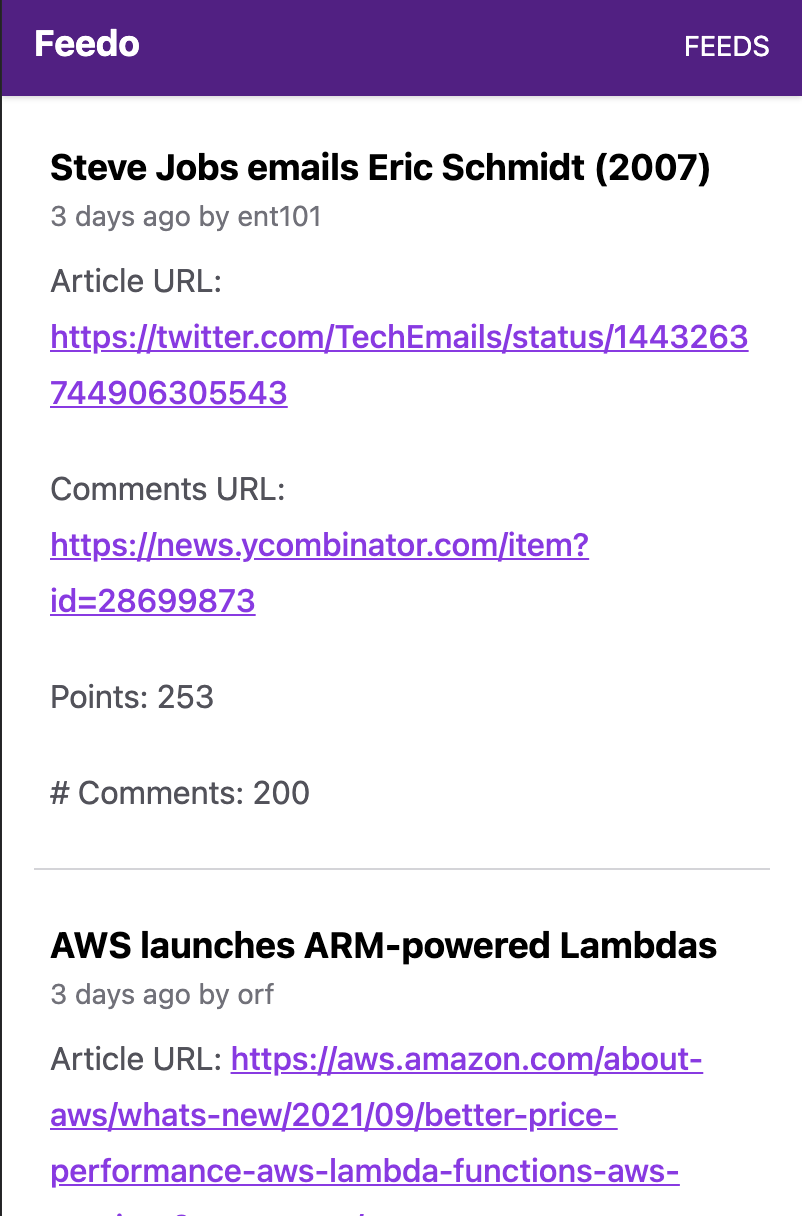 Feedo
FEEDS
Steve Jobs emails Eric Schmidt (2007)
3 days ago by ent101
Article URL:
https://twitter.com/TechEmails/status/1443263
744906305543
Comments URL:
https://news.ycombinator.com/item?
id=28699873
Points: 253
# Comments: 200
AWS launches ARM-powered Lambdas
3 days ago by orf
Article URL: https://aws.amazon.com/about-
aws/whats-new/2021/09/better-price-
performance-aws-lambda-functions-aws-